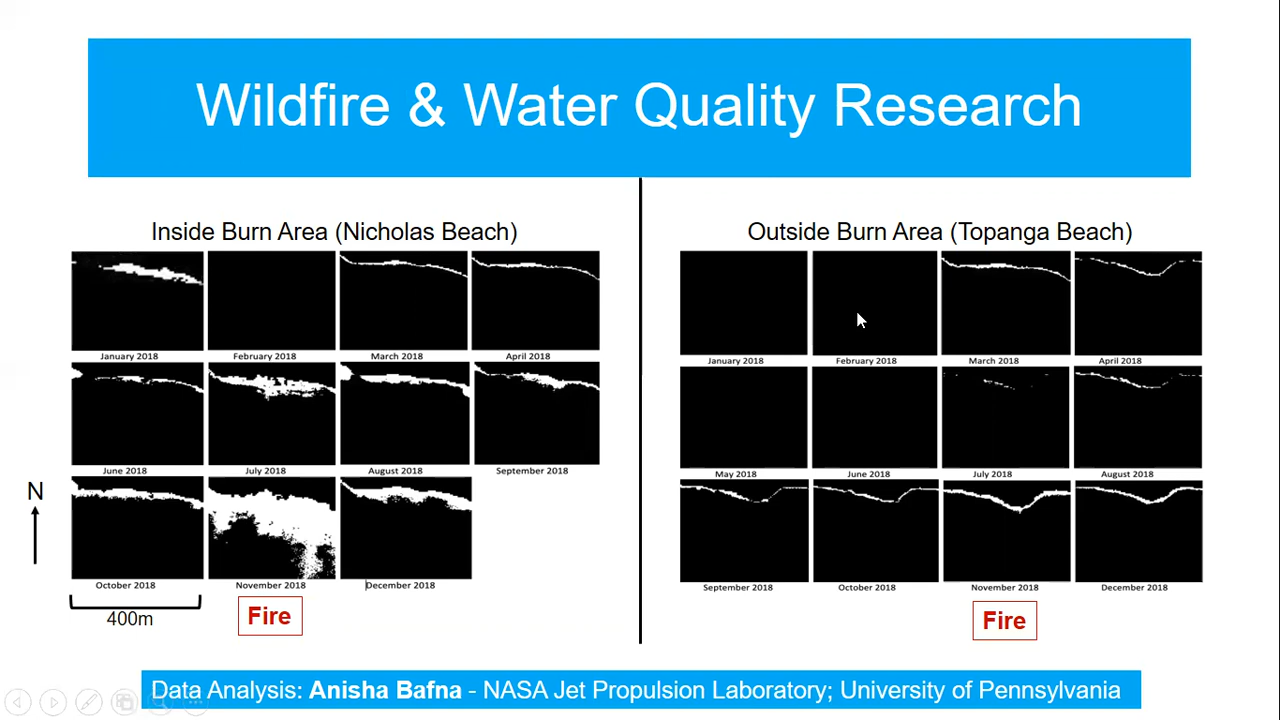 Wildfire & Water Quality Research
Inside Burn Area (Nicholas Beach)
January 2018
February 2018
March 2018
April 2018
June 2018
July 2018
August 2018
September 2018
October 2018
November 2018
December 2018
N
400m
Fire
Outside Burn Area (Topanga Beach)
January 2018
February 2018
March 2018
April 2018
May 2018
June 2018
July 2018
August 2018
September 2018
October 2018
November 2018
December 2018
Fire
Data Analysis: Anisha Bafna - NASA Jet Propulsion Laboratory; University of Pennsylvania